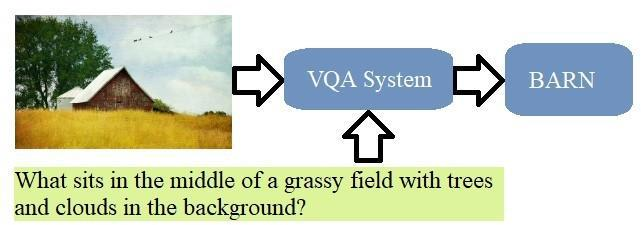 VQA System
BARN
What sits in the middle of a grassy field with trees
and clouds in the background?